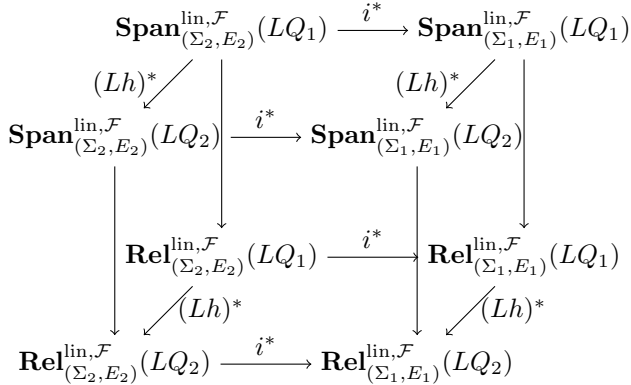 Span^{lin,ℱ}_{(Σ₂,E₂)}(LQ₁) i* Span^{lin,ℱ}_{(Σ₁,E₁)}(LQ₁)
(Lh)* (Lh)*
Span^{lin,ℱ}_{(Σ₂,E₂)}(LQ₂) i* Span^{lin,ℱ}_{(Σ₁,E₁)}(LQ₂)
Rel^{lin,ℱ}_{(Σ₂,E₂)}(LQ₁) i* Rel^{lin,ℱ}_{(Σ₁,E₁)}(LQ₁)
(Lh)* (Lh)*
Rel^{lin,ℱ}_{(Σ₂,E₂)}(LQ₂) i* Rel^{lin,ℱ}_{(Σ₁,E₁)}(LQ₂)